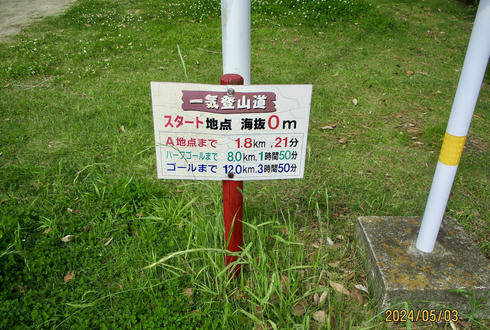 一氣登山道
スタート地点 海抜0m
A地点まで 1.8km.21分
ハーフゴールまで 8.0km,1時間50分
ゴールまで 12.0km,3時間50分
2024/05/03